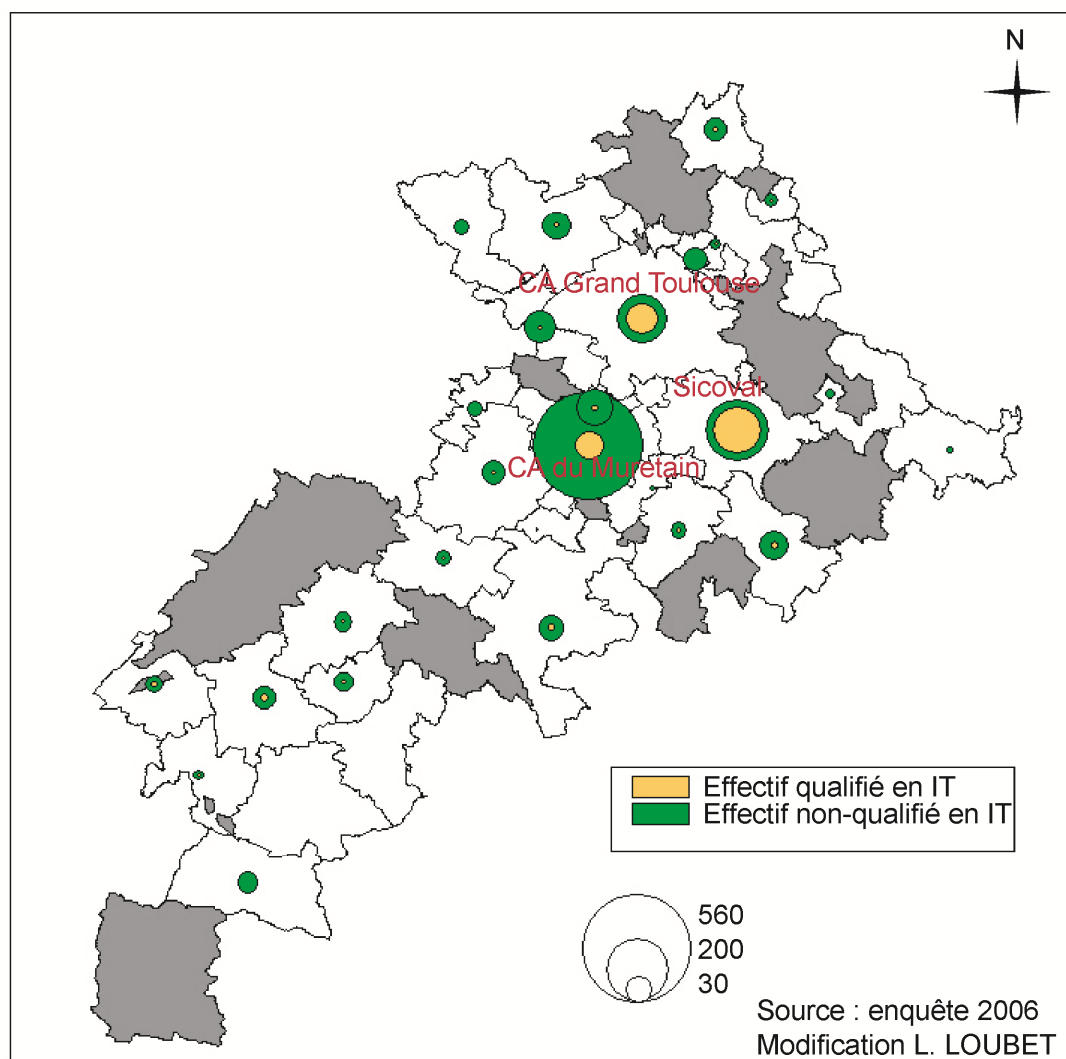 N
CA Grand Toulouse
Sicoval
CA du Muretain
Effectif qualifié en IT
Effectif non-qualifié en IT
560
200
30
Source : enquête 2006
Modification L. LOUBET